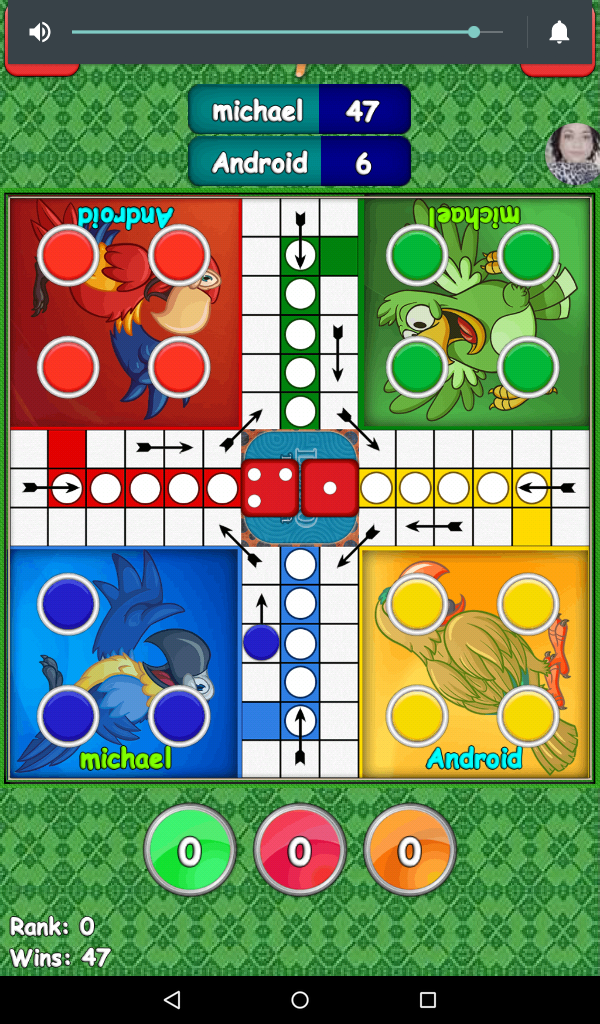 michael 47
Android 6
Android
michael
michael
Android
0 0 0
Rank: 0
Wins: 47